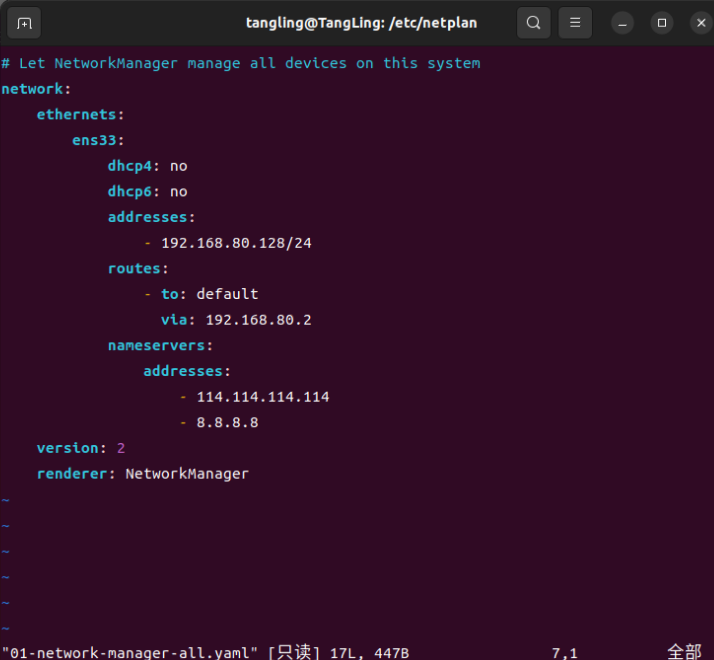 tangling@TangLing: /etc/netplan
# Let NetworkManager manage all devices on this system
network:
    ethernets:
        ens33:
            dhcp4: no
            dhcp6: no
            addresses:
                - 192.168.80.128/24
            routes:
                - to: default
                  via: 192.168.80.2
            nameservers:
                addresses:
                    - 114.114.114.114
                    - 8.8.8.8
    version: 2
    renderer: NetworkManager
~
~
~
~
~
~
"01-network-manager-all.yaml" [只读] 17L, 447B 7,1 全部